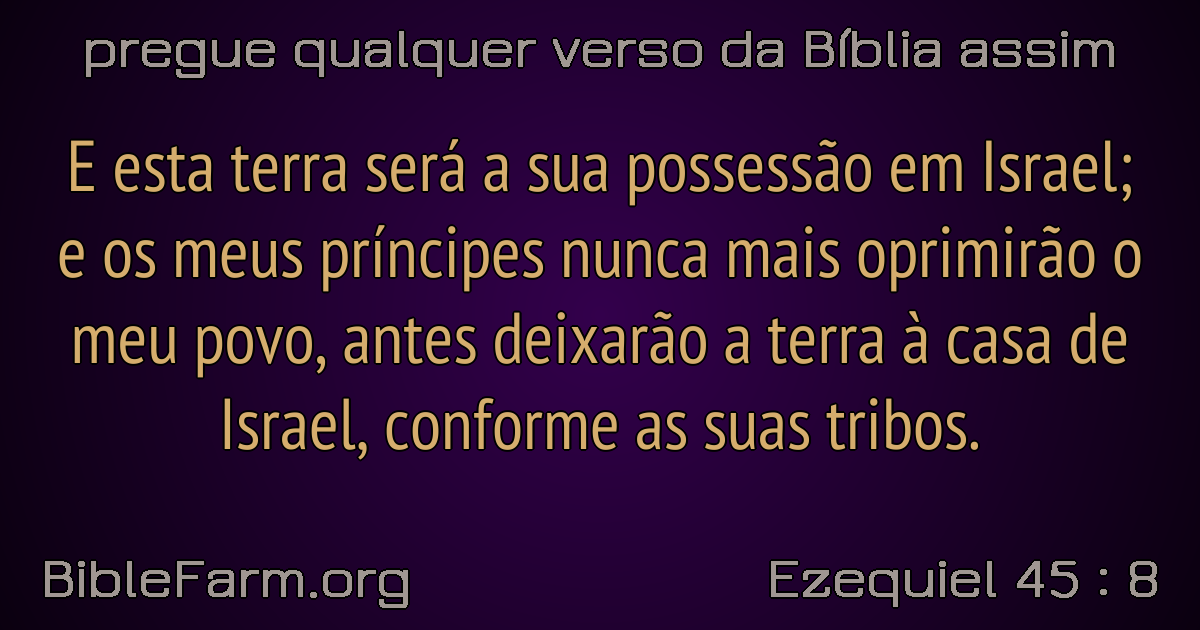 pregue qualquer verso da Bíblia assim
E esta terra será a sua possessão em Israel;
e os meus príncipes nunca mais oprimirão o
meu povo, antes deixarão a terra à casa de
Israel, conforme as suas tribos.
BibleFarm.org
Ezequiel 45 : 8